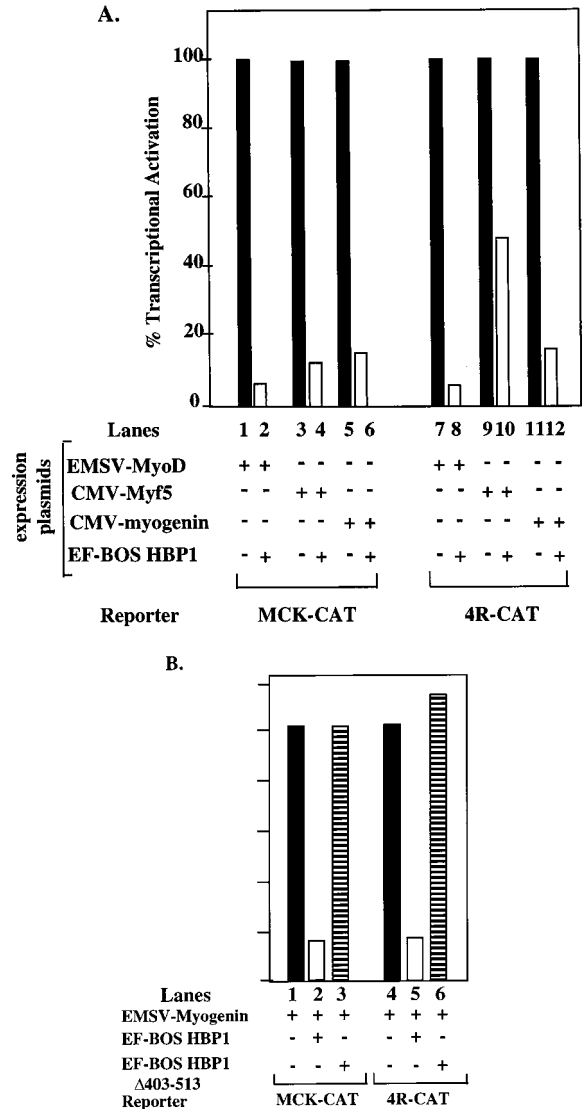 A.
% Transcriptional Activation
100
80
60
40
20
0
Lanes 1 2 3 4 5 6 7 8 9 10 11 12
expression plasmids
EMSV-MyoD + + - - - - + + - - - -
CMV-Myf5 - - + + - - - - + + - -
CMV-myogenin - - - - + + - - - - + +
EF-BOS HBP1 - + - + - + - + - + - +
Reporter MCK-CAT 4R-CAT
B.
Lanes 1 2 3 4 5 6
EMSV-Myogenin + + + + + +
EF-BOS HBP1 - + - - + -
EF-BOS HBP1 - - + - - +
Δ403-513
Reporter MCK-CAT 4R-CAT